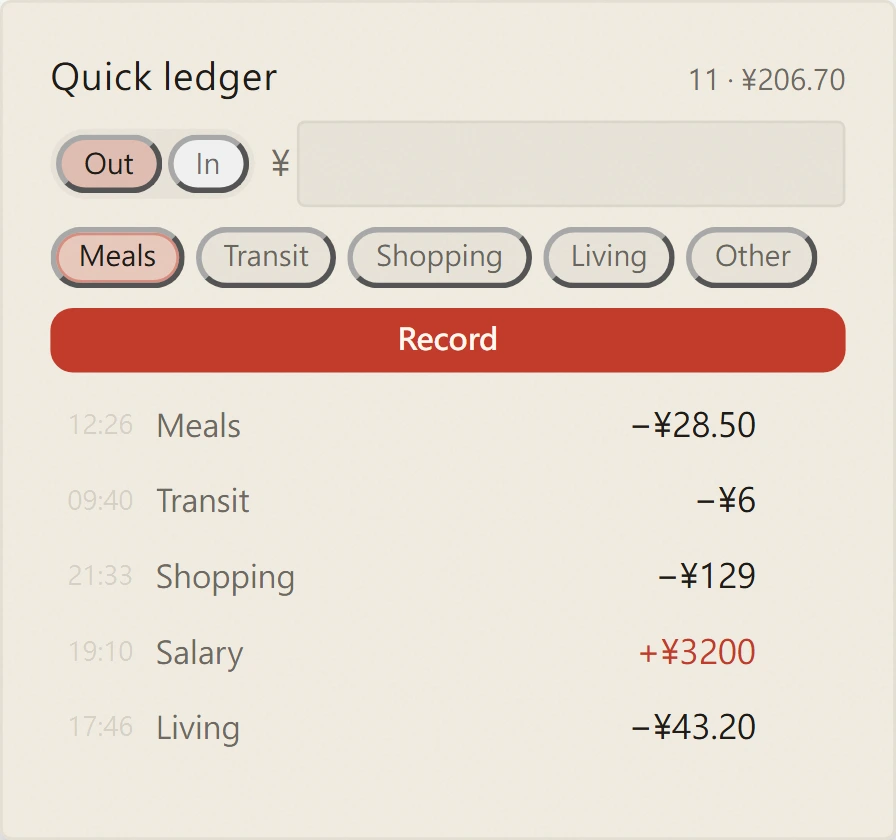 Quick ledger 11 · ¥206.70
Out In ¥
Meals Transit Shopping Living Other
Record
12:26 Meals −¥28.50
09:40 Transit −¥6
21:33 Shopping −¥129
19:10 Salary +¥3200
17:46 Living −¥43.20